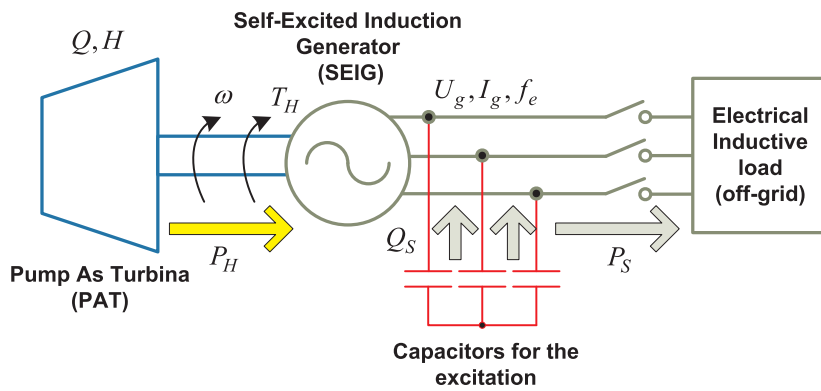 Self-Excited Induction
Generator
(SEIG)
Q, H
ω
T_H
U_g, I_g, f_e
Electrical
Inductive
load
(off-grid)
P_H
Q_S
P_S
Pump As Turbina
(PAT)
Capacitors for the
excitation